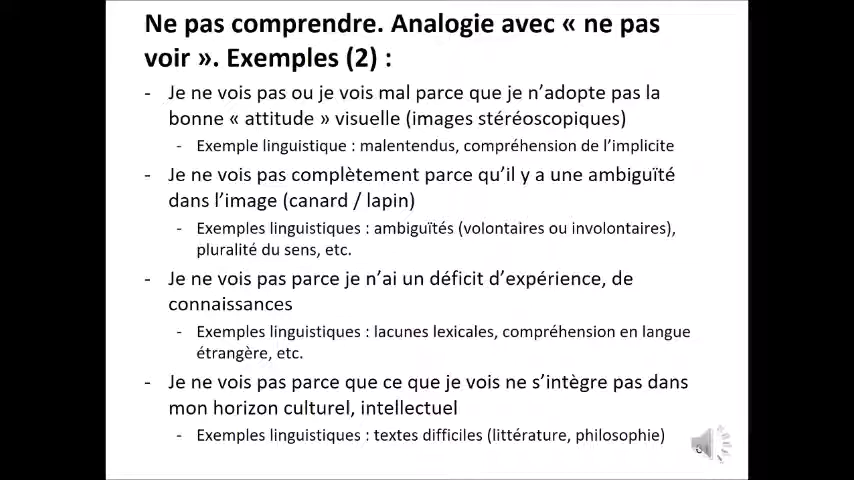 Ne pas comprendre. Analogie avec « ne pas
voir ». Exemples (2) :
- Je ne vois pas ou je vois mal parce que je n’adopte pas la
bonne « attitude » visuelle (images stéréoscopiques)
- Exemple linguistique : malentendus, compréhension de l’implicite
- Je ne vois pas complètement parce qu’il y a une ambiguïté
dans l’image (canard / lapin)
- Exemples linguistiques : ambiguïtés (volontaires ou involontaires),
pluralité du sens, etc.
- Je ne vois pas parce je n’ai un déficit d’expérience, de
connaissances
- Exemples linguistiques : lacunes lexicales, compréhension en langue
étrangère, etc.
- Je ne vois pas parce que ce que je vois ne s’intègre pas dans
mon horizon culturel, intellectuel
- Exemples linguistiques : textes difficiles (littérature, philosophie)